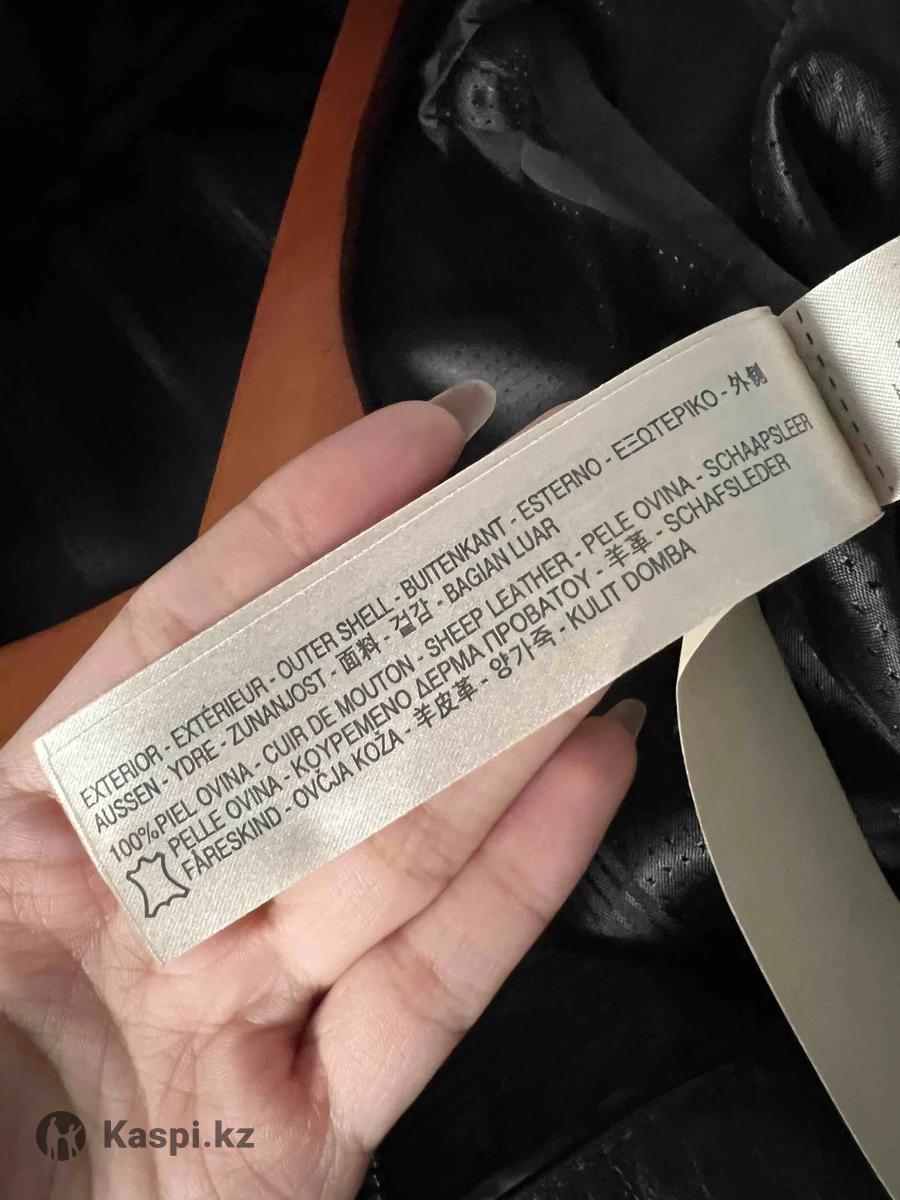 EXTERIOR - EXTÉRIEUR - OUTER SHELL - BUITENKANT - ESTERNO - ΕΞΩΤΕΡΙΚΟ - 外側
AUSSEN - YDRE - ZUNANJOST - 面料 - 겉감 - BAGIAN LUAR
100% PIEL OVINA - CUIR DE MOUTON - SHEEP LEATHER - PELE OVINA - SCHAAPSLEER
PELLE OVINA - ΚΟΥΡΕΜΕΝΟ ΔΕΡΜΑ ΠΡΟΒΑΤΟΥ - 羊革 - SCHAFSLEDER
FÅRESKIND - OVČJA KOŽA - 羊皮革 - 양가죽 - KULIT DOMBA
Kaspi.kz